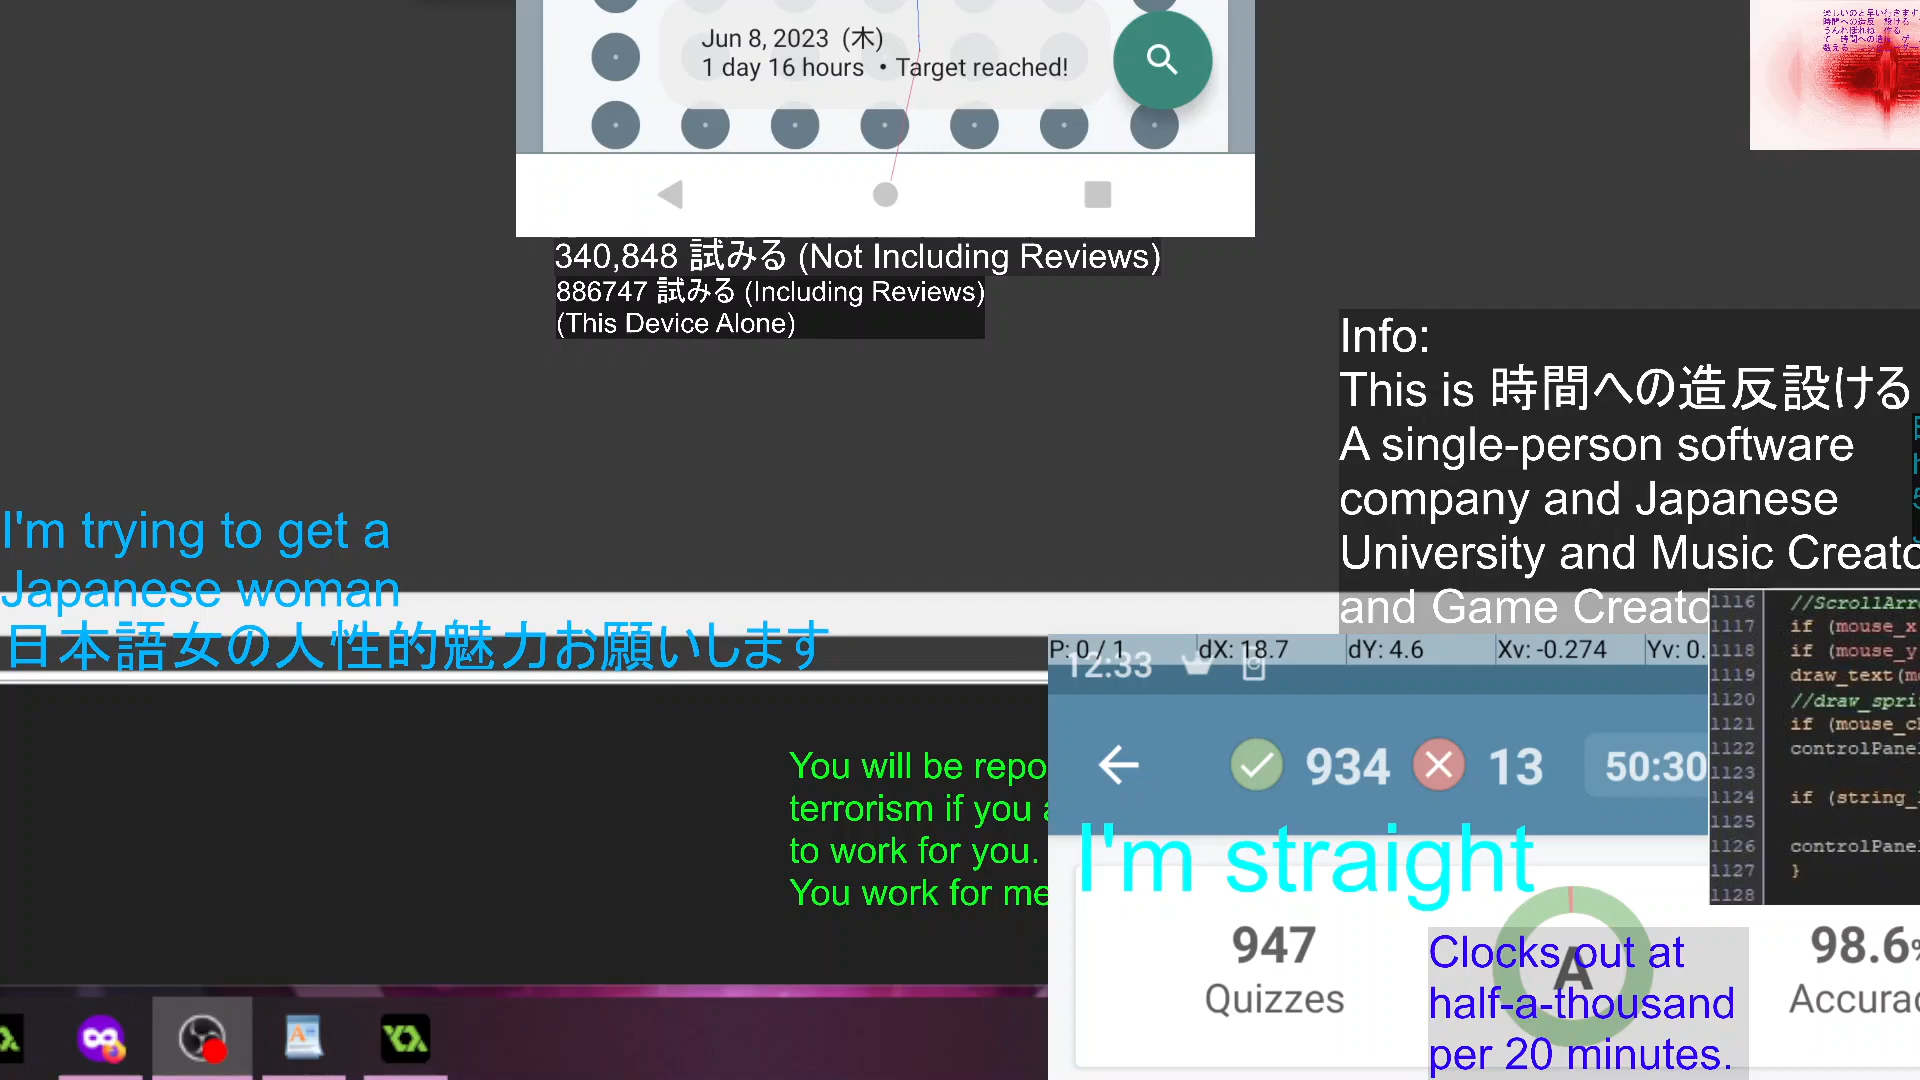 Jun 8, 2023 (木)
1 day 16 hours • Target reached!
340,848 試みる (Not Including Reviews)
886747 試みる (Including Reviews)
(This Device Alone)
Info:
This is 時間への造反設ける
A single-person software
company and Japanese
University and Music Creato
and Game Creato
I'm trying to get a
Japanese woman
日本語女の人性的魅力お願いします
You will be repo
terrorism if you a
to work for you.
You work for me
P: 0 / 1 dX: 18.7 dY: 4.6 Xv: -0.274 Yv: 0.
12:33
934 13 50:30
I'm straight
947
Quizzes
A
98.6%
Accurac
Clocks out at
half-a-thousand
per 20 minutes.
1116 //ScrollArr
1117 if (mouse_x
1118 if (mouse_y
1119 draw_text(m
1120 //draw_spri
1121 if (mouse_c
1122 controlPane
1123
1124 if (string_
1125
1126 controlPane
1127 }
1128